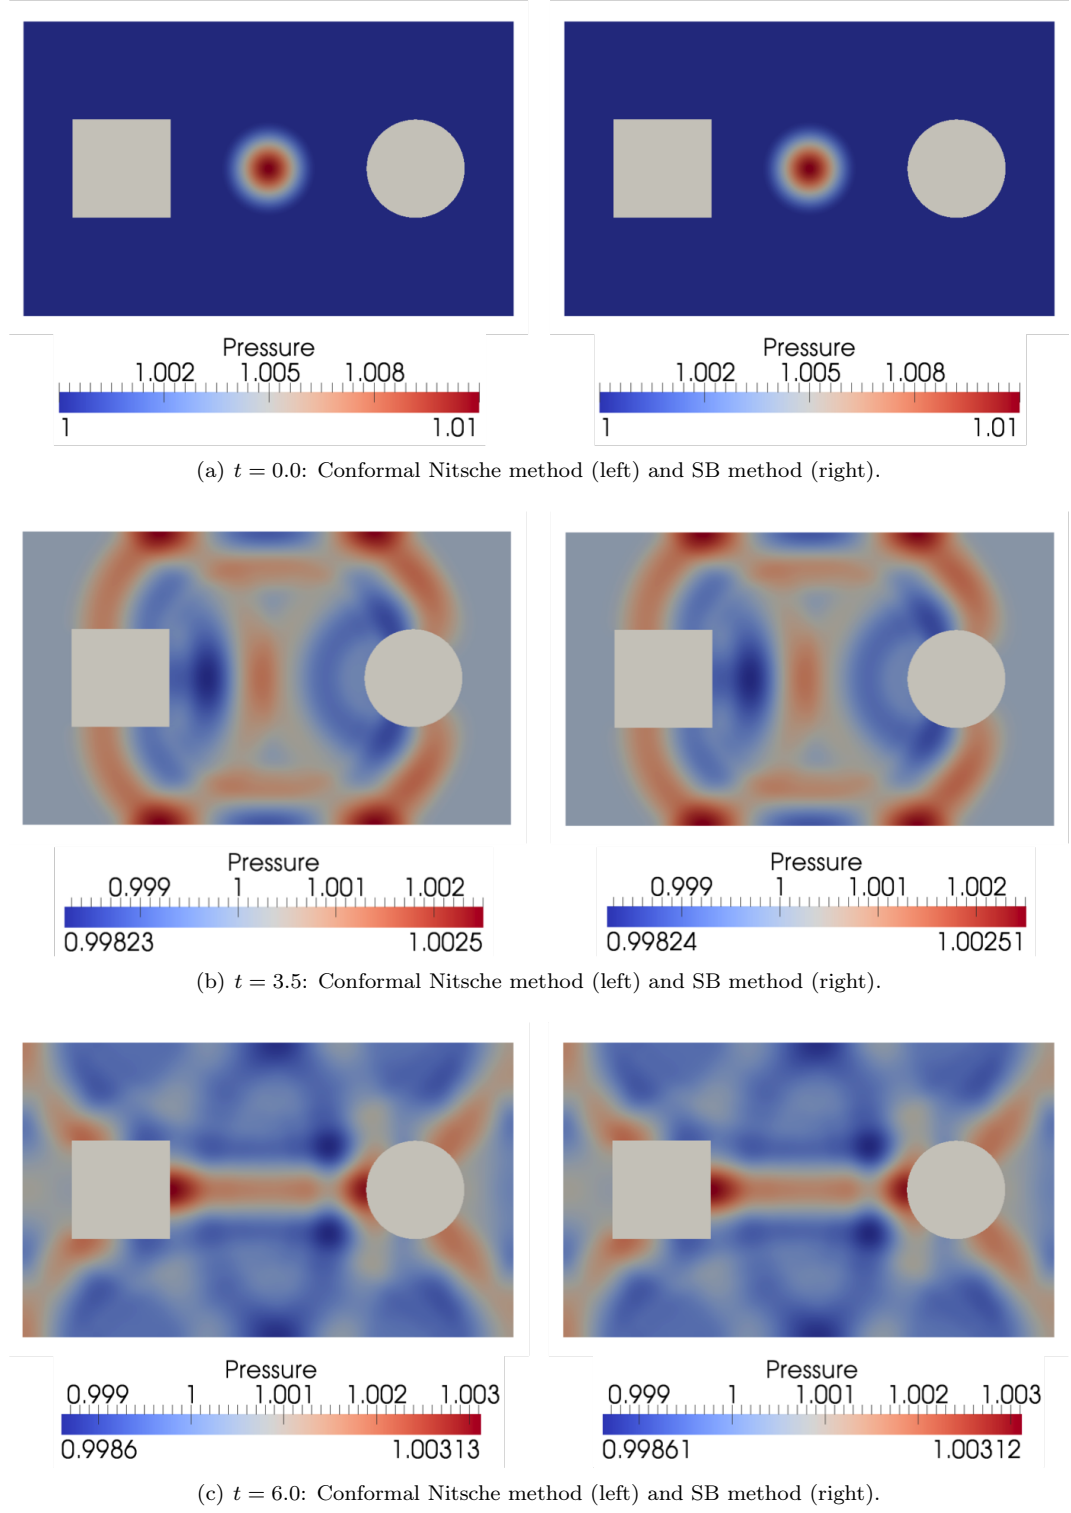 Pressure Pressure
1.002 1.005 1.008 1.002 1.005 1.008
1 1.01 1 1.01
(a) t = 0.0: Conformal Nitsche method (left) and SB method (right).
Pressure Pressure
0.999 1 1.001 1.002 0.999 1 1.001 1.002
0.99823 1.0025 0.99824 1.00251
(b) t = 3.5: Conformal Nitsche method (left) and SB method (right).
Pressure Pressure
0.999 1 1.001 1.002 1.003 0.999 1 1.001 1.002 1.003
0.9986 1.00313 0.99861 1.00312
(c) t = 6.0: Conformal Nitsche method (left) and SB method (right).